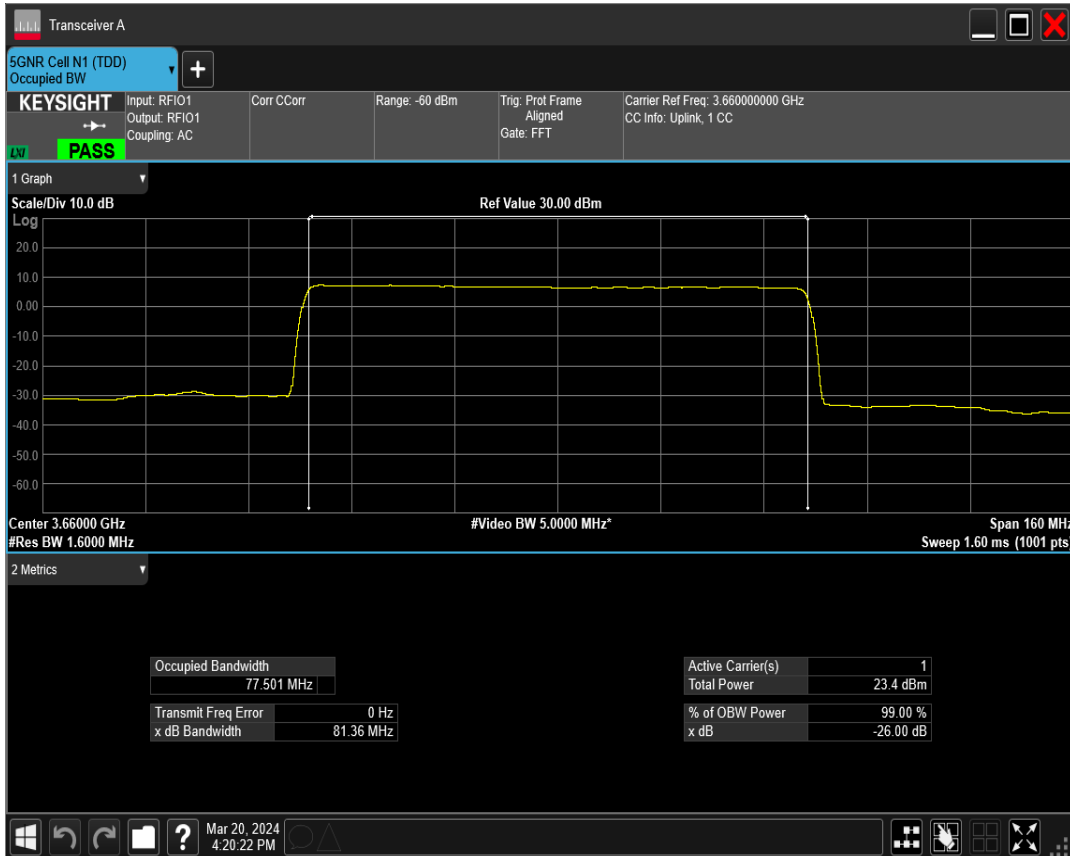 Transceiver A
5GNR Cell N1 (TDD)
Occupied BW
+
KEYSIGHT
LXI
PASS
Input: RFIO1
Output: RFIO1
Coupling: AC
Corr CCorr
Range: -60 dBm
Trig: Prot Frame
Aligned
Gate: FFT
Carrier Ref Freq: 3.660000000 GHz
CC Info: Uplink, 1 CC
1 Graph
Scale/Div 10.0 dB
Ref Value 30.00 dBm
Log
20.0
10.0
0.00
-10.0
-20.0
-30.0
-40.0
-50.0
-60.0
Center 3.66000 GHz
#Video BW 5.0000 MHz*
Span 160 MHz
#Res BW 1.6000 MHz
Sweep 1.60 ms (1001 pts)
2 Metrics
Occupied Bandwidth
77.501 MHz
Transmit Freq Error 0 Hz
x dB Bandwidth 81.36 MHz
Active Carrier(s) 1
Total Power 23.4 dBm
% of OBW Power 99.00 %
x dB -26.00 dB
?
Mar 20, 2024
4:20:22 PM